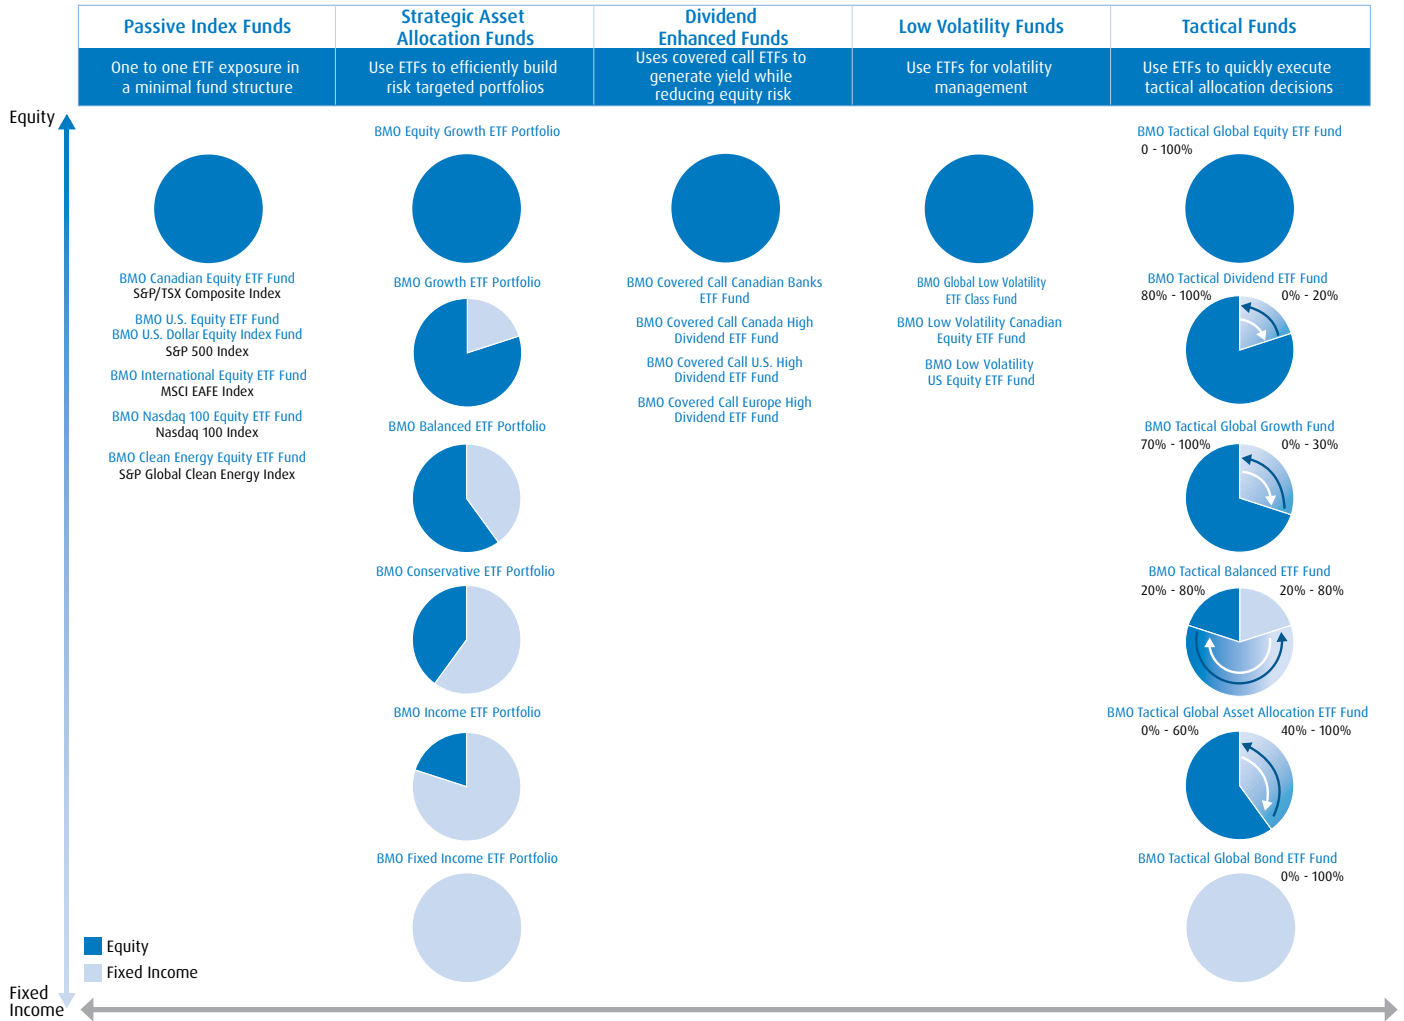 Passive Index Funds
One to one ETF exposure in
a minimal fund structure
Strategic Asset
Allocation Funds
Use ETFs to efficiently build
risk targeted portfolios
Dividend
Enhanced Funds
Uses covered call ETFs to
generate yield while
reducing equity risk
Low Volatility Funds
Use ETFs for volatility
management
Tactical Funds
Use ETFs to quickly execute
tactical allocation decisions
Equity
BMO Canadian Equity ETF Fund
S&P/TSX Composite Index
BMO U.S. Equity ETF Fund
BMO U.S. Dollar Equity Index Fund
S&P 500 Index
BMO International Equity ETF Fund
MSCI EAFE Index
BMO Nasdaq 100 Equity ETF Fund
Nasdaq 100 Index
BMO Clean Energy Equity ETF Fund
S&P Global Clean Energy Index
BMO Equity Growth ETF Portfolio
BMO Growth ETF Portfolio
BMO Balanced ETF Portfolio
BMO Conservative ETF Portfolio
BMO Income ETF Portfolio
BMO Fixed Income ETF Portfolio
BMO Covered Call Canadian Banks
ETF Fund
BMO Covered Call Canada High
Dividend ETF Fund
BMO Covered Call U.S. High
Dividend ETF Fund
BMO Covered Call Europe High
Dividend ETF Fund
BMO Global Low Volatility
ETF Class Fund
BMO Low Volatility Canadian
Equity ETF Fund
BMO Low Volatility
US Equity ETF Fund
BMO Tactical Global Equity ETF Fund
0 - 100%
BMO Tactical Dividend ETF Fund
80% - 100% 0% - 20%
BMO Tactical Global Growth Fund
70% - 100% 0% - 30%
BMO Tactical Balanced ETF Fund
20% - 80% 20% - 80%
BMO Tactical Global Asset Allocation ETF Fund
0% - 60% 40% - 100%
BMO Tactical Global Bond ETF Fund
0% - 100%
Equity
Fixed Income
Fixed
Income